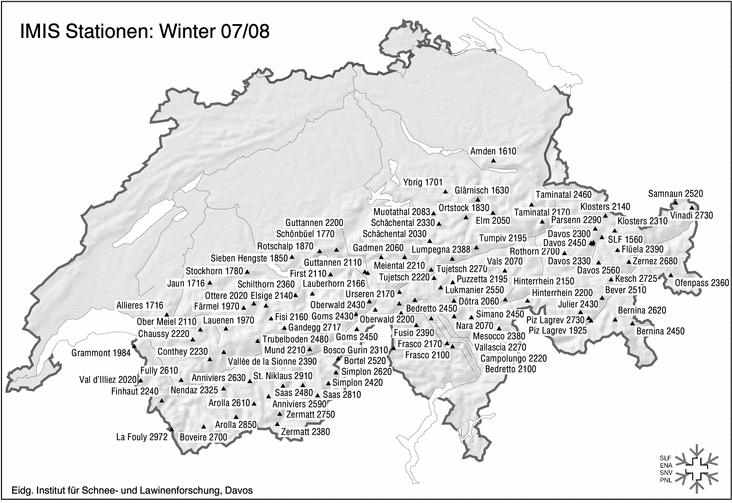 IMIS Stationen: Winter 07/08
Amden 1610
Ybrig 1701
Glärnisch 1630
Taminatal 2460
Samnaun 2520
Muotathal 2083
Ortstock 1830
Taminatal 2170
Klosters 2140
Vinadi 2730
Guttannen 2200
Schächental 2330
Elm 2050
Parsenn 2290
Klosters 2310
Schönbüel 1770
Schächental 2030
Davos 2300
SLF 1560
Rotschalp 1870
Gadmen 2060
Lumpegna 2388
Tumpiv 2195
Davos 2450
Flüela 2390
Sieben Hengste 1850
Guttannen 2110
Meiental 2210
Rothorn 2700
Davos 2330
Zernez 2680
Stockhorn 1780
First 2110
Tujetsch 2220
Tujetsch 2270
Vals 2070
Davos 2560
Jaun 1716
Schilthorn 2360
Lauberhorn 2166
Puzzetta 2195
Hinterrhein 2150
Kesch 2725
Ofenpass 2360
Ottere 2020
Elsige 2140
Urseren 2170
Lukmanier 2550
Hinterrhein 2200
Bever 2510
Allieres 1716
Färmel 1970
Oberwald 2430
Dötra 2060
Julier 2430
Ober Meiel 2110
Lauenen 1970
Fisi 2160
Goms 2430
Oberwald 2200
Bedretto 2450
Simano 2450
Piz Lagrev 2730
Bernina 2620
Chaussy 2220
Gandegg 2717
Goms 2450
Fusio 2390
Nara 2070
Piz Lagrev 1925
Bernina 2450
Grammont 1984
Conthey 2230
Trubelboden 2480
Mund 2210
Bosco Gurin 2310
Frasco 2170
Mesocco 2380
Vallée de la Sionne 2390
Bortel 2520
Frasco 2100
Vallascia 2270
Fully 2610
Simplon 2620
Campolungo 2220
Val d'Illiez 2020
Anniviers 2630
St. Niklaus 2910
Simplon 2420
Bedretto 2100
Finhaut 2240
Nendaz 2325
Saas 2480
Saas 2810
Arolla 2610
Anniviers 2590
Zermatt 2750
Arolla 2850
Zermatt 2380
La Fouly 2972
Boveire 2700
SLF
ENA
SNV
PNL
Eidg. Institut für Schnee- und Lawinenforschung, Davos